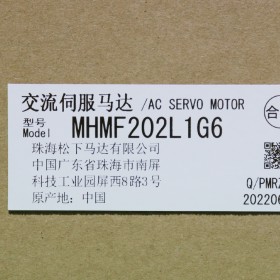 交流伺服马达 /AC SERVO MOTOR
合
型号
Model MHMF202L1G6
珠海松下马达有限公司
中国广东省珠海市南屏
科技工业园屏西8路3号
原产地: 中国
Q/PMRZ
202206